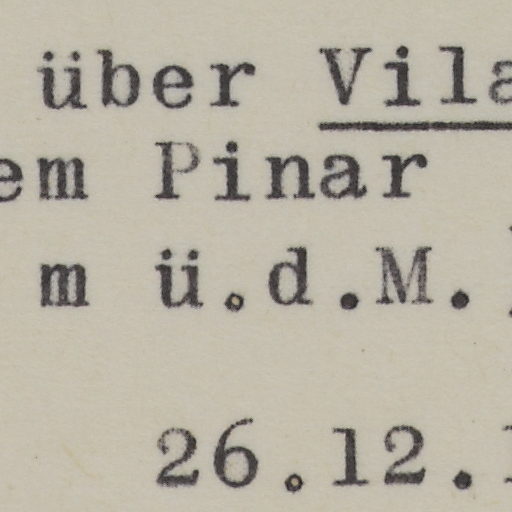 über Vila
em Pinar
m ü.d.M.
26.12.